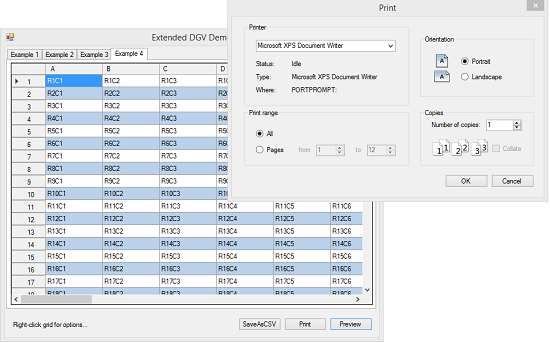 Extended DGV Dem
Example 1 Example 2 Example 3 Example 4
A B C D
1 R1C1 R1C2 R1C3 R1C
2 R2C1 R2C2 R2C3 R2C
3 R3C1 R3C2 R3C3 R3C
4 R4C1 R4C2 R4C3 R4C
5 R5C1 R5C2 R5C3 R5C
6 R6C1 R6C2 R6C3 R6C
7 R7C1 R7C2 R7C3 R7C
8 R8C1 R8C2 R8C3 R8C
9 R9C1 R9C2 R9C3 R9C
10 R10C1 R10C2 R10C3 R10C4 R10C5 R10C6
11 R11C1 R11C2 R11C3 R11C4 R11C5 R11C6
12 R12C1 R12C2 R12C3 R12C4 R12C5 R12C6
13 R13C1 R13C2 R13C3 R13C4 R13C5 R13C6
14 R14C1 R14C2 R14C3 R14C4 R14C5 R14C6
15 R15C1 R15C2 R15C3 R15C4 R15C5 R15C6
16 R16C1 R16C2 R16C3 R16C4 R16C5 R16C6
17 R17C1 R17C2 R17C3 R17C4 R17C5 R17C6
18 R18C1 R18C2 R18C3 R18C4 R18C5 R18C6
Right-click grid for options...
SaveAsCSV Print Preview
Print
Printer
Microsoft XPS Document Writer
Status: Idle
Type: Microsoft XPS Document Writer
Where: PORTPROMPT:
Print range
All
Pages from 1 to 12
Orientation
A Portrait
A Landscape
Copies
Number of copies: 1
1 1 2 2 3 3 Collate
OK Cancel